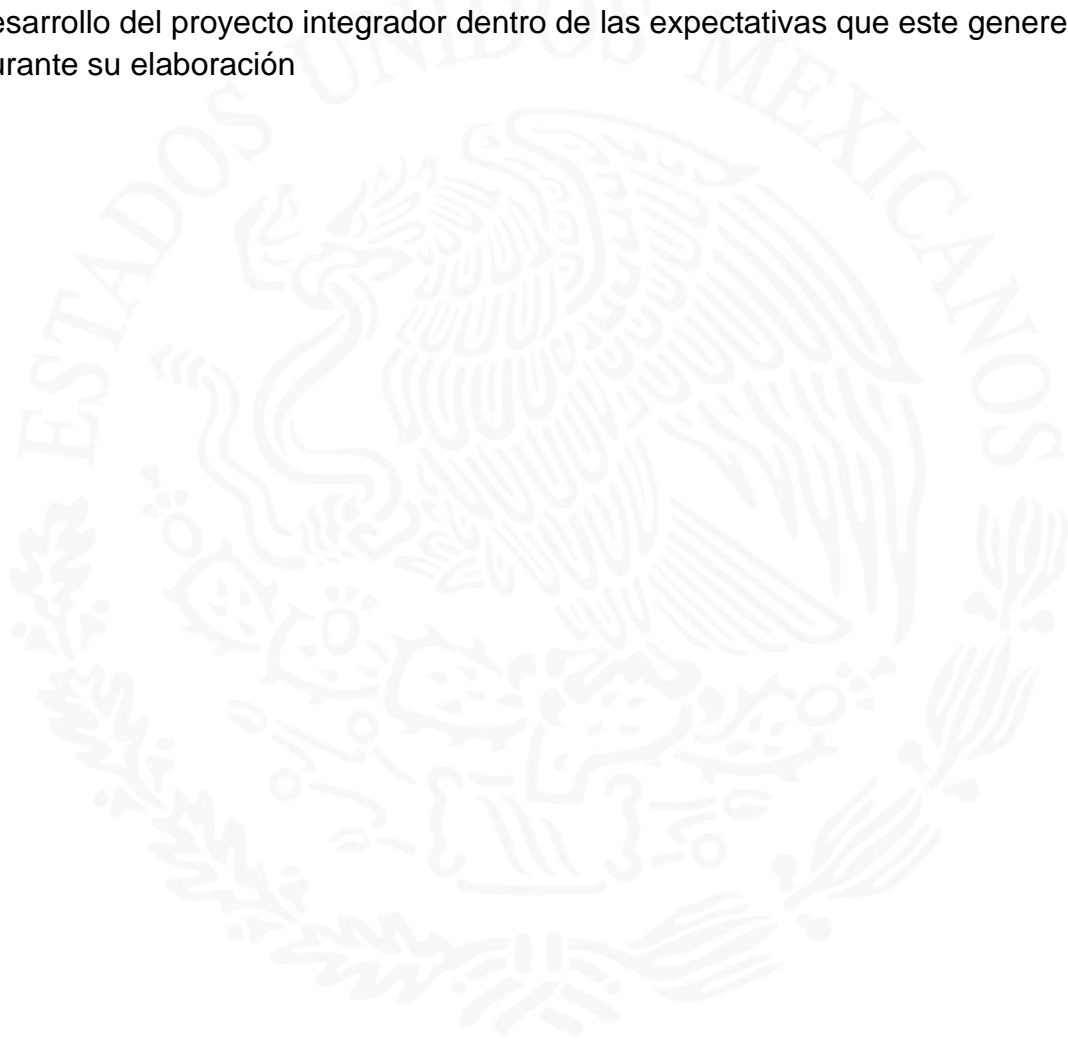 esarrollo del proyecto integrador dentro de las expectativas que este genere
urante su elaboración
ESTADOS UNIDOS MEXICANOS